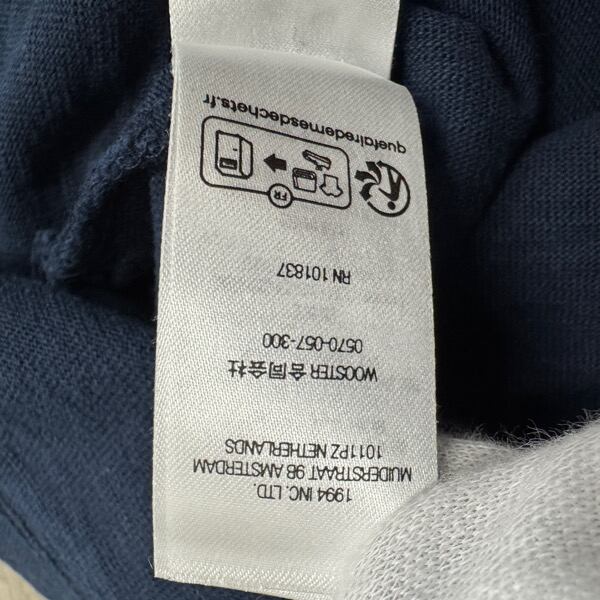 1994 INC. LTD.
MUIDERSTRAAT 9B AMSTERDAM
1011PZ NETHERLANDS
WOOSTER 合同会社
0570-057-300
RN 101837
FR
quefairedemesdechets.fr